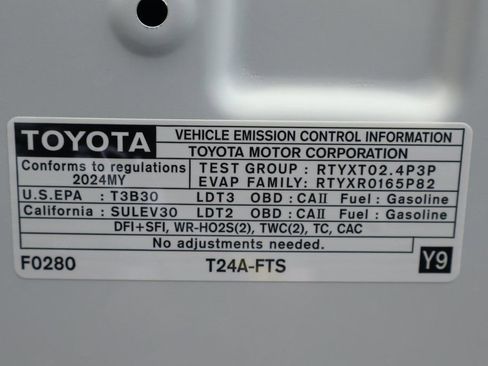 TOYOTA
VEHICLE EMISSION CONTROL INFORMATION
TOYOTA MOTOR CORPORATION
Conforms to regulations
2024MY
TEST GROUP : RTYXT02.4P3P
EVAP FAMILY: RTYXR0165P82
U.S.EPA : T3B30 LDT3 OBD : CAII Fuel : Gasoline
California : SULEV30 LDT2 OBD : CAII Fuel : Gasoline
DFI+SFI, WR-HO2S(2), TWC(2), TC, CAC
No adjustments needed.
F0280 T24A-FTS Y9